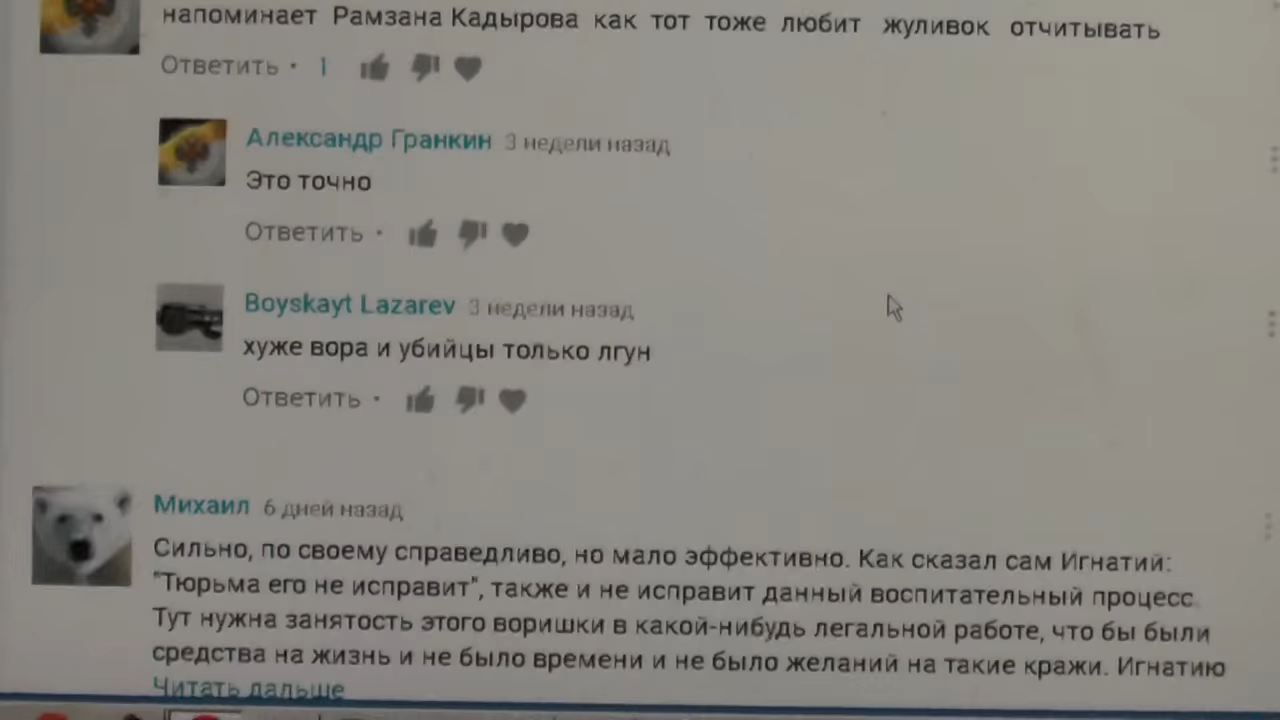 напоминает Рамзана Кадырова как тот тоже любит жуливок отчитывать
Ответить • 1
Александр Гранкин 3 недели назад
Это точно
Ответить •
Boyskayt Lazarev 3 недели назад
хуже вора и убийцы только лгун
Ответить •
Михаил 6 дней назад
Сильно, по своему справедливо, но мало эффективно. Как сказал сам Игнатий:
"Тюрьма его не исправит", также и не исправит данный воспитательный процесс.
Тут нужна занятость этого воришки в какой-нибудь легальной работе, что бы были
средства на жизнь и не было времени и не было желаний на такие кражи. Игнатию
Читать дальше